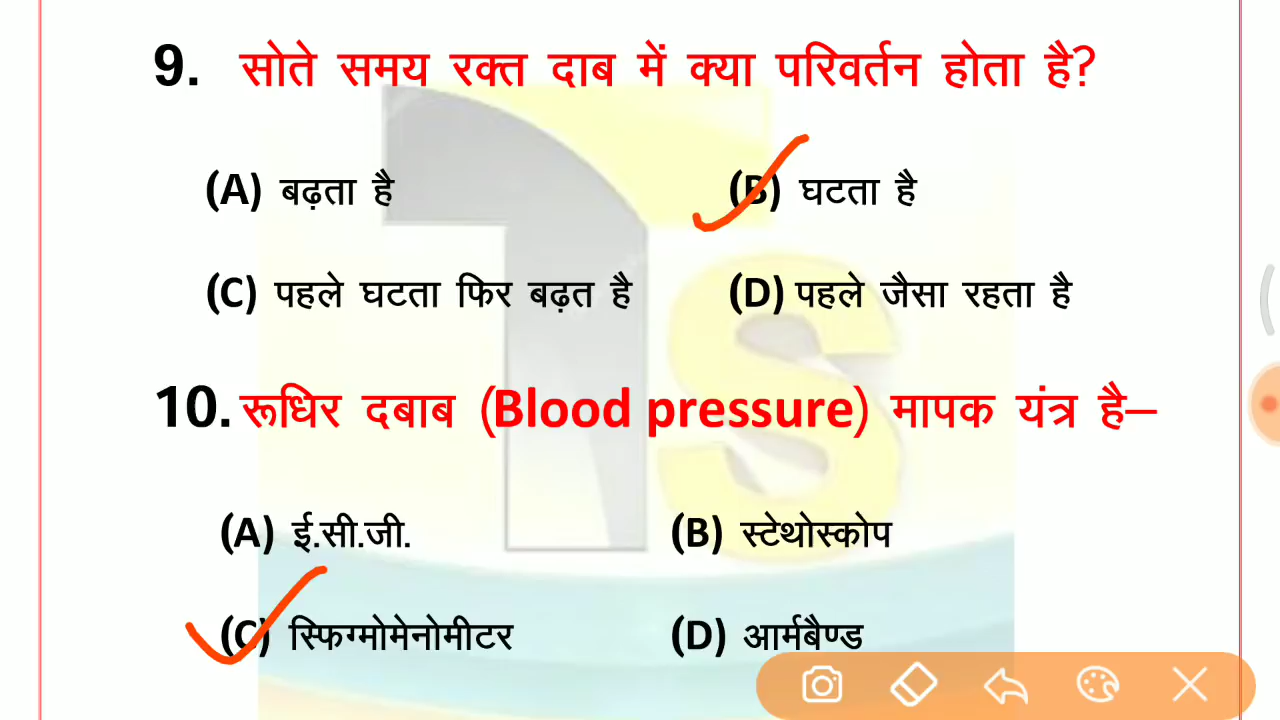 9. सोते समय रक्त दाब में क्या परिवर्तन होता है?
(A) बढ़ता है (B) घटता है
(C) पहले घटता फिर बढ़त है (D) पहले जैसा रहता है
10. रूधिर दबाब (Blood pressure) मापक यंत्र है–
(A) ई.सी.जी. (B) स्टेथोस्कोप
(C) स्फिग्मोमेनोमीटर (D) आर्मबैण्ड